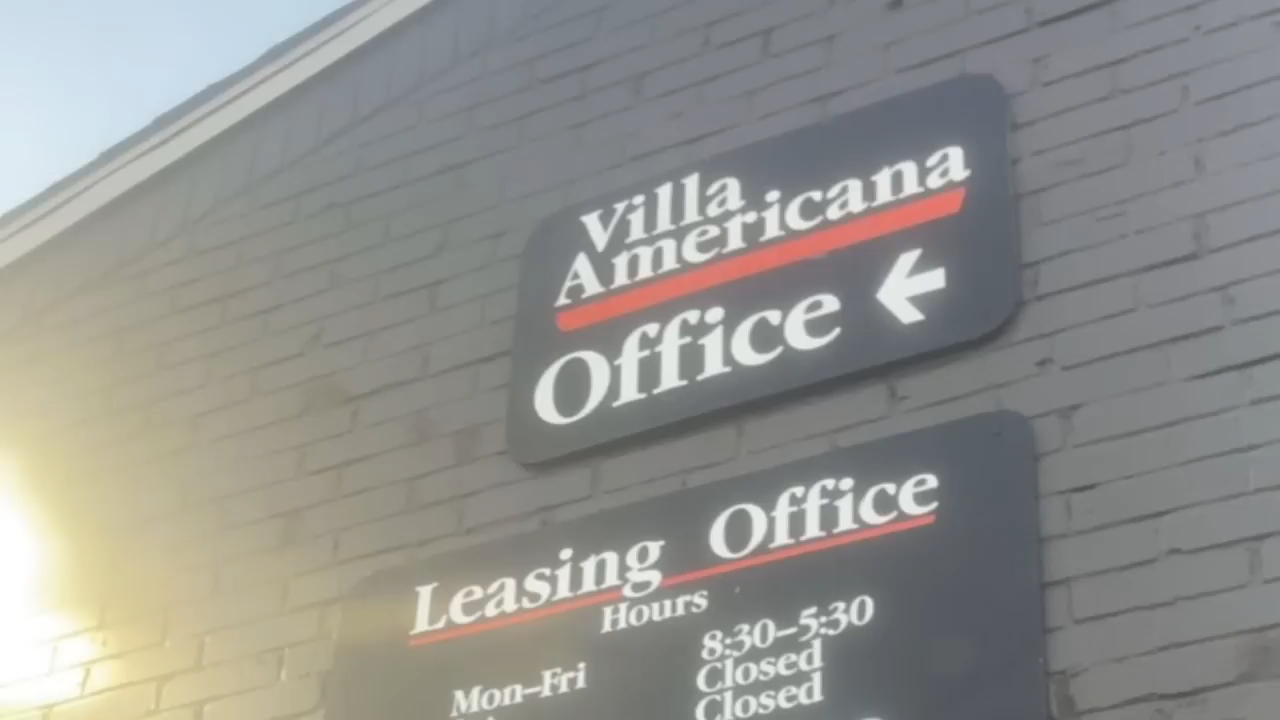 Villa
Americana
Office
Leasing Office
Hours
Mon–Fri 8:30–5:30
Closed
Closed